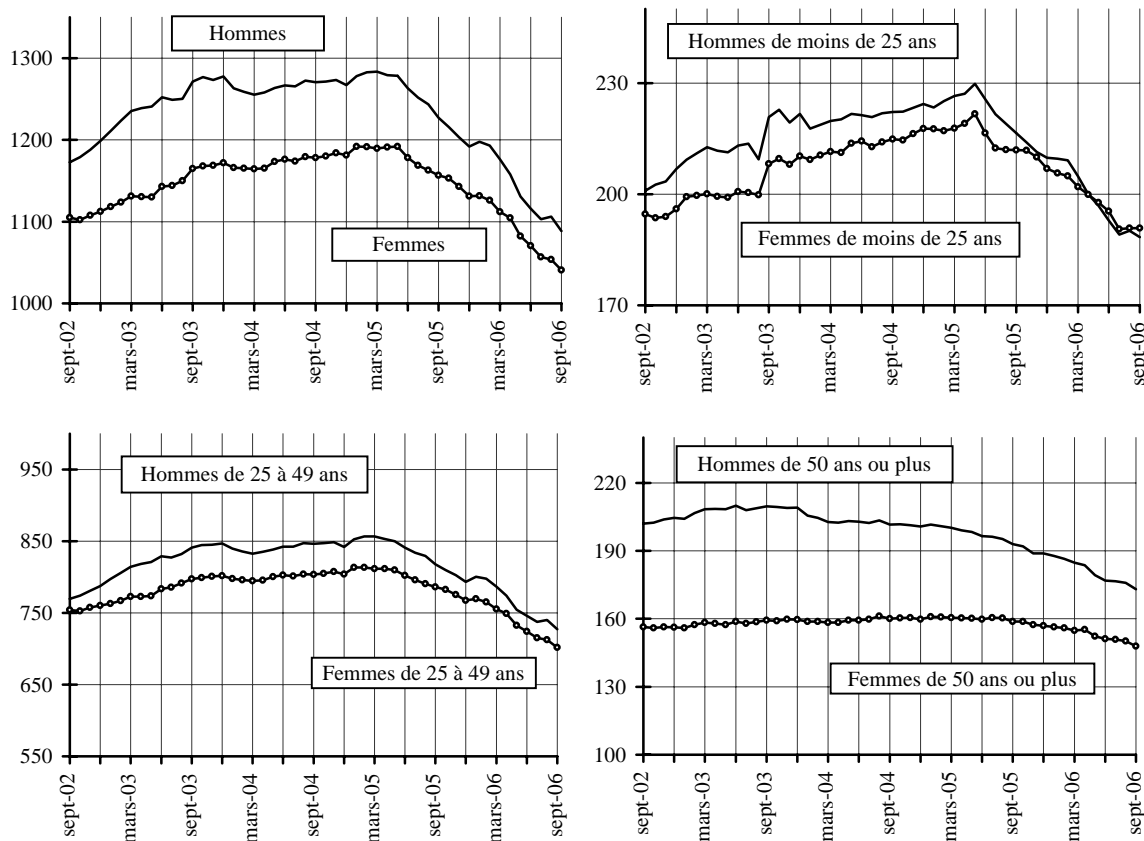 Hommes
1300
1200
1100
Femmes
1000
sept-02
mars-03
sept-03
mars-04
sept-04
mars-05
sept-05
mars-06
sept-06
Hommes de moins de 25 ans
230
200
Femmes de moins de 25 ans
170
sept-02
mars-03
sept-03
mars-04
sept-04
mars-05
sept-05
mars-06
sept-06
950
Hommes de 25 à 49 ans
850
750
Femmes de 25 à 49 ans
650
550
sept-02
mars-03
sept-03
mars-04
sept-04
mars-05
sept-05
mars-06
sept-06
Hommes de 50 ans ou plus
220
190
160
Femmes de 50 ans ou plus
130
100
sept-02
mars-03
sept-03
mars-04
sept-04
mars-05
sept-05
mars-06
sept-06